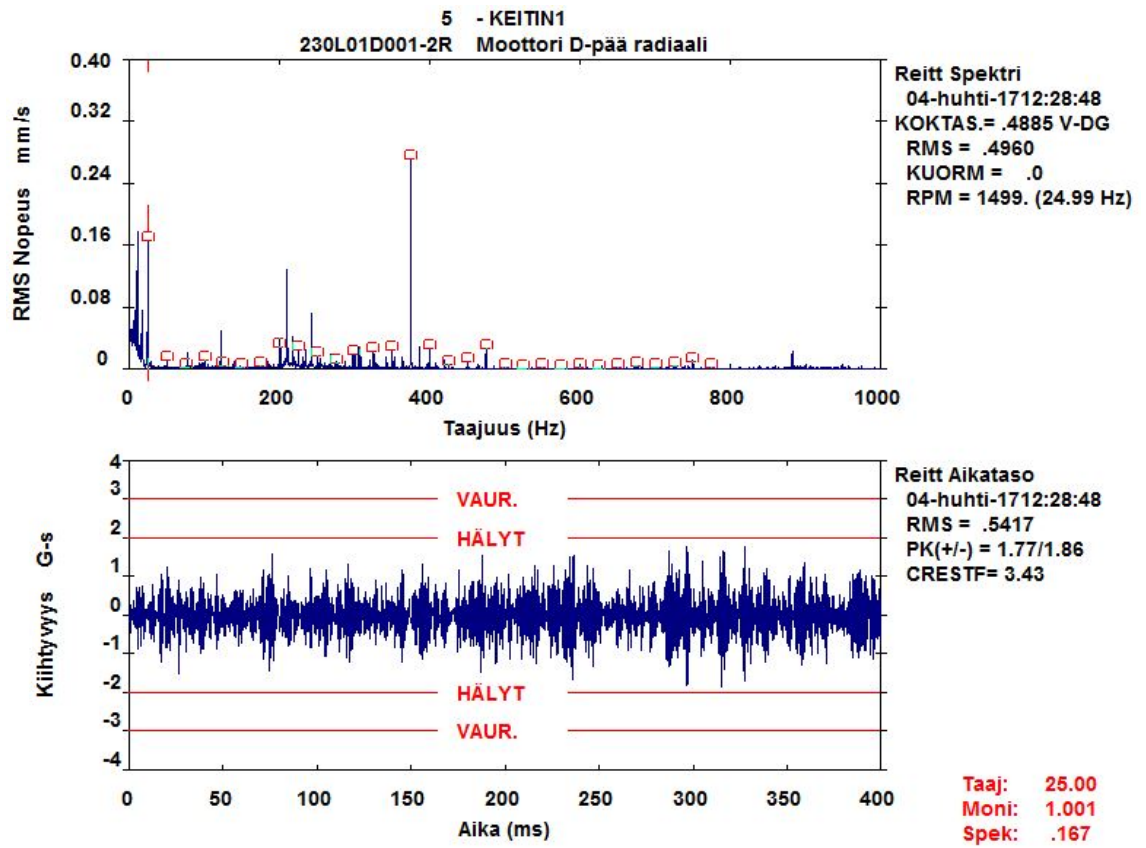 5 - KEITIN1
230L01D001-2R Moottori D-pää radiaali
RMS Nopeus mm/s
0.40
0.32
0.24
0.16
0.08
0
0 200 400 600 800 1000
Taajuus (Hz)
Reitt Spektri
04-huhti-1712:28:48
KOKTAS.= .4885 V-DG
RMS = .4960
KUORM = .0
RPM = 1499. (24.99 Hz)
Kiihtyvyys G-s
4
3
2
1
0
-1
-2
-3
-4
VAUR.
HÄLYT
HÄLYT
VAUR.
0 50 100 150 200 250 300 350 400
Aika (ms)
Reitt Aikataso
04-huhti-1712:28:48
RMS = .5417
PK(+/-) = 1.77/1.86
CRESTF= 3.43
Taaj: 25.00
Moni: 1.001
Spek: .167